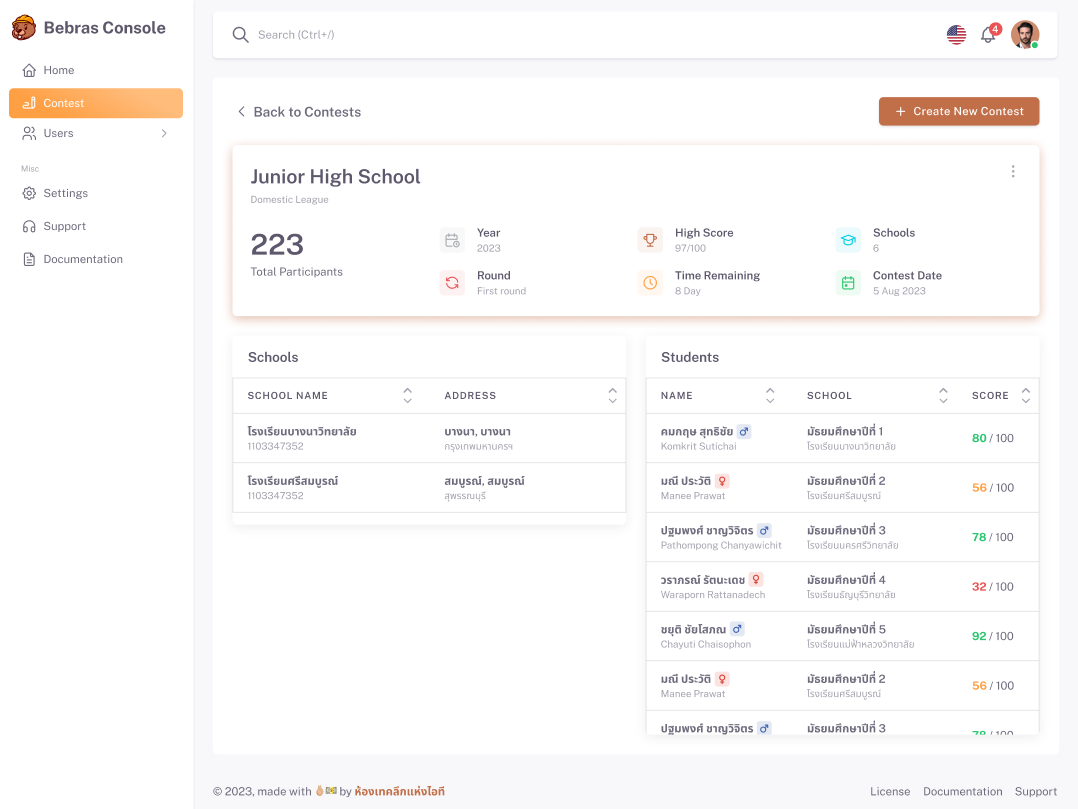 Bebras Console
Search (Ctrl+/)
4
Home
Contest
Users
Misc
Settings
Support
Documentation
Back to Contests
Create New Contest
Junior High School
Domestic League
223
Total Participants
Year
2023
High Score
97/100
Schools
6
Round
First round
Time Remaining
8 Day
Contest Date
5 Aug 2023
Schools
SCHOOL NAME ADDRESS
โรงเรียนบางนาวิทยาลัย บางนา, บางนา
1103347352 กรุงเทพมหานครฯ
โรงเรียนศรีสมบูรณ์ สมบูรณ์, สมบูรณ์
1103347352 สุพรรณบุรี
Students
NAME SCHOOL SCORE
คมกฤษ สุทธิชัย มัธยมศึกษาปีที่ 1
Komkrit Sutichai โรงเรียนบางนาวิทยาลัย
80 / 100
มณี ประวัติ มัธยมศึกษาปีที่ 2
Manee Prawat โรงเรียนศรีสมบูรณ์
56 / 100
ปฐมพงศ์ ชาญวิจิตร มัธยมศึกษาปีที่ 3
Pathompong Chanyawichit โรงเรียนนครศรีวิทยาลัย
78 / 100
วราภรณ์ รัตนะเดช มัธยมศึกษาปีที่ 4
Waraporn Rattanadech โรงเรียนธัญบุรีวิทยาลัย
32 / 100
ชยุติ ชัยโสภณ มัธยมศึกษาปีที่ 5
Chayuti Chaisophon โรงเรียนแม่ฟ้าหลวงวิทยาลัย
92 / 100
มณี ประวัติ มัธยมศึกษาปีที่ 2
Manee Prawat โรงเรียนศรีสมบูรณ์
56 / 100
ปฐมพงศ์ ชาญวิจิตร มัธยมศึกษาปีที่ 3
78 / 100
© 2023, made with by ห้องเทคลึกแห่งไอที
License Documentation Support